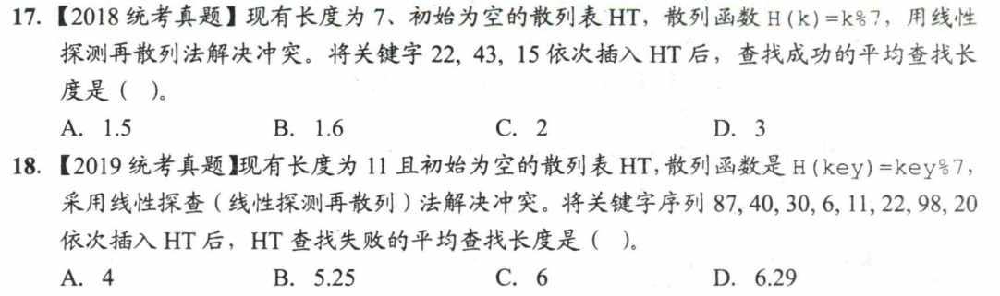 17.【2018 统考真题】现有长度为 7、初始为空的散列表 HT，散列函数 H(k)=k%7，用线性
探测再散列法解决冲突。将关键字 22, 43, 15 依次插入 HT 后，查找成功的平均查找长
度是（ ）。
A. 1.5 B. 1.6 C. 2 D. 3
18.【2019 统考真题】现有长度为 11 且初始为空的散列表 HT，散列函数是 H(key)=key%7，
采用线性探查（线性探测再散列）法解决冲突。将关键字序列 87, 40, 30, 6, 11, 22, 98, 20
依次插入 HT 后，HT 查找失败的平均查找长度是（ ）。
A. 4 B. 5.25 C. 6 D. 6.29